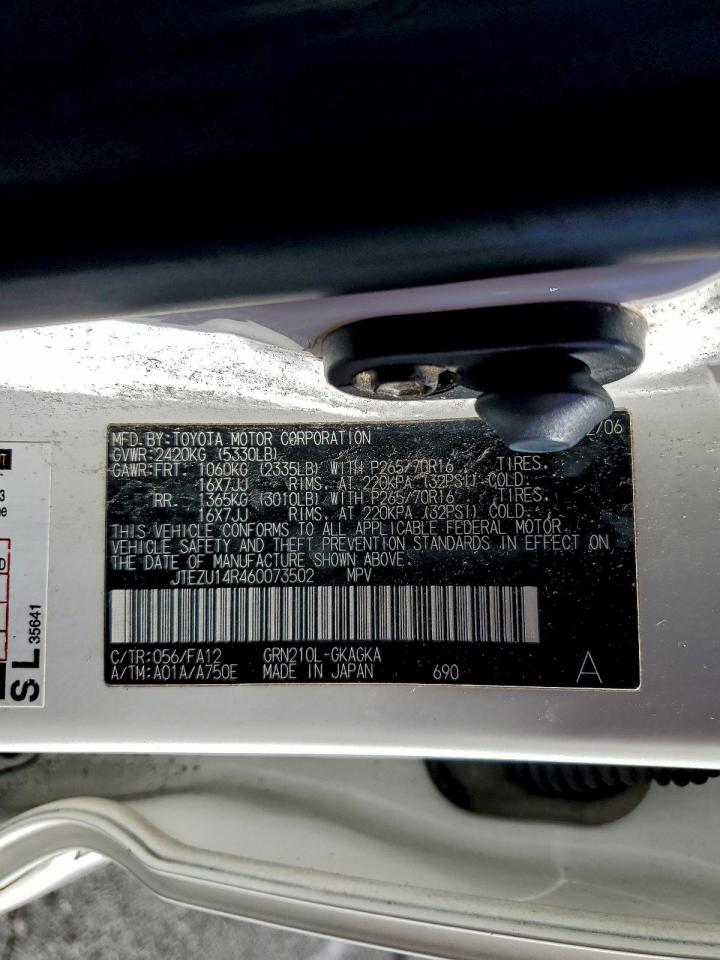 MFD.BY:TOYOTA MOTOR CORPORATION /06
GVWR:2420KG (5330LB)
GAWR:FRT: 1060KG (2335LB) WITH P265/70R16 TIRES.
16X7JJ RIMS. AT 220KPA (32PSI) COLD.
RR. 1365KG (3010LB) WITH P265/70R16 TIRES.
16X7JJ RIMS. AT 220KPA (32PSI) COLD.
THIS VEHICLE CONFORMS TO ALL APPLICABLE FEDERAL MOTOR
VEHICLE SAFETY AND THEFT PREVENTION STANDARDS IN EFFECT ON
THE DATE OF MANUFACTURE SHOWN ABOVE.
JTEZU14R460073502 MPV
C/TR:056/FA12 GRN210L-GKAGKA
A/TM:A01A/A750E MADE IN JAPAN 690 A
SL 35641